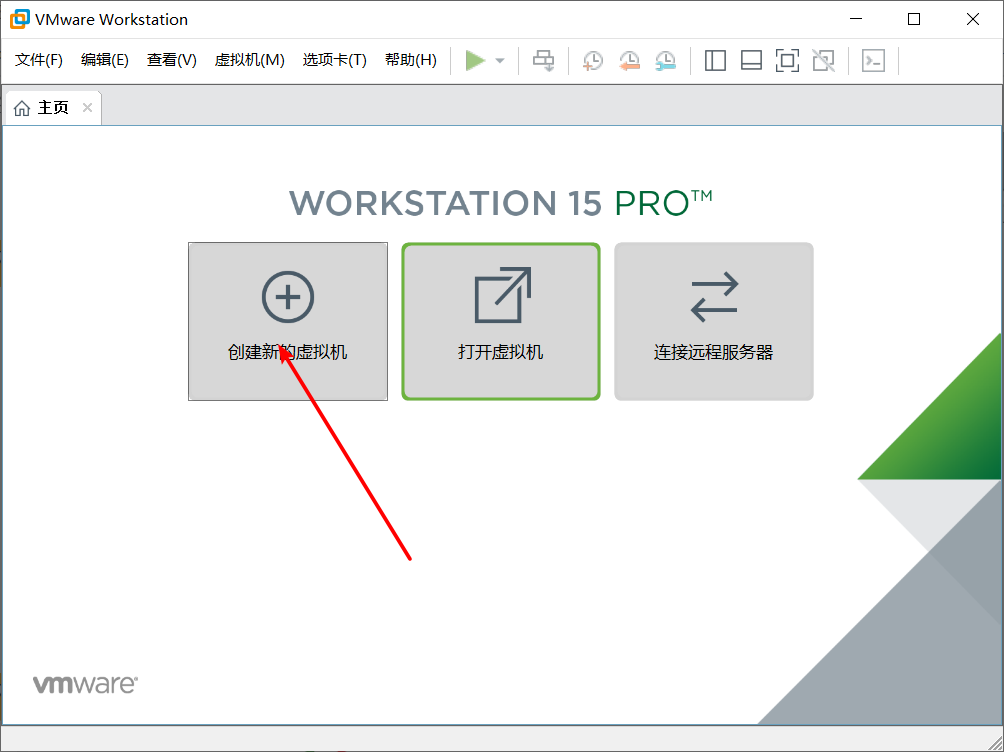 VMware Workstation
文件(F) 编辑(E) 查看(V) 虚拟机(M) 选项卡(T) 帮助(H)
主页
WORKSTATION 15 PRO™
创建新的虚拟机 打开虚拟机 连接远程服务器
vmware®